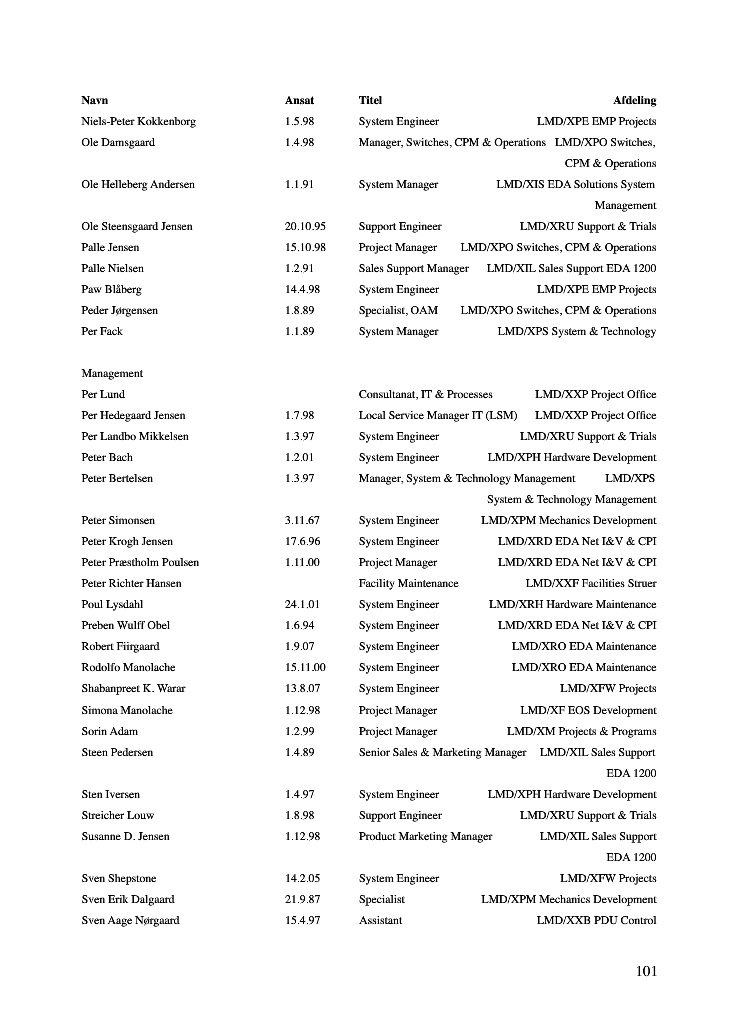 Navn Ansat Titel Afdeling
Niels-Peter Kokkenborg 1.5.98 System Engineer LMD/XPE EMP Projects
Ole Damsgaard 1.4.98 Manager, Switches, CPM & Operations LMD/XPO Switches,
CPM & Operations
Ole Helleberg Andersen 1.1.91 System Manager LMD/XIS EDA Solutions System
Management
Ole Steensgaard Jensen 20.10.95 Support Engineer LMD/XRU Support & Trials
Palle Jensen 15.10.98 Project Manager LMD/XPO Switches, CPM & Operations
Palle Nielsen 1.2.91 Sales Support Manager LMD/XIL Sales Support EDA 1200
Paw Blåberg 14.4.98 System Engineer LMD/XPE EMP Projects
Peder Jørgensen 1.8.89 Specialist, OAM LMD/XPO Switches, CPM & Operations
Per Fack 1.1.89 System Manager LMD/XPS System & Technology
Management
Per Lund Consultanat, IT & Processes LMD/XXP Project Office
Per Hedegaard Jensen 1.7.98 Local Service Manager IT (LSM) LMD/XXP Project Office
Per Landbo Mikkelsen 1.3.97 System Engineer LMD/XRU Support & Trials
Peter Bach 1.2.01 System Engineer LMD/XPH Hardware Development
Peter Bertelsen 1.3.97 Manager, System & Technology Management LMD/XPS
System & Technology Management
Peter Simonsen 3.11.67 System Engineer LMD/XPM Mechanics Development
Peter Krogh Jensen 17.6.96 System Engineer LMD/XRD EDA Net I&V & CPI
Peter Præstholm Poulsen 1.11.00 Project Manager LMD/XRD EDA Net I&V & CPI
Peter Richter Hansen Facility Maintenance LMD/XXF Facilities Struer
Poul Lysdahl 24.1.01 System Engineer LMD/XRH Hardware Maintenance
Preben Wulff Obel 1.6.94 System Engineer LMD/XRD EDA Net I&V & CPI
Robert Fiirgaard 1.9.07 System Engineer LMD/XRO EDA Maintenance
Rodolfo Manolache 15.11.00 System Engineer LMD/XRO EDA Maintenance
Shabanpreet K. Warar 13.8.07 System Engineer LMD/XFW Projects
Simona Manolache 1.12.98 Project Manager LMD/XF EOS Development
Sorin Adam 1.2.99 Project Manager LMD/XM Projects & Programs
Steen Pedersen 1.4.89 Senior Sales & Marketing Manager LMD/XIL Sales Support
EDA 1200
Sten Iversen 1.4.97 System Engineer LMD/XPH Hardware Development
Streicher Louw 1.8.98 Support Engineer LMD/XRU Support & Trials
Susanne D. Jensen 1.12.98 Product Marketing Manager LMD/XIL Sales Support
EDA 1200
Sven Shepstone 14.2.05 System Engineer LMD/XFW Projects
Sven Erik Dalgaard 21.9.87 Specialist LMD/XPM Mechanics Development
Sven Aage Nørgaard 15.4.97 Assistant LMD/XXB PDU Control
101